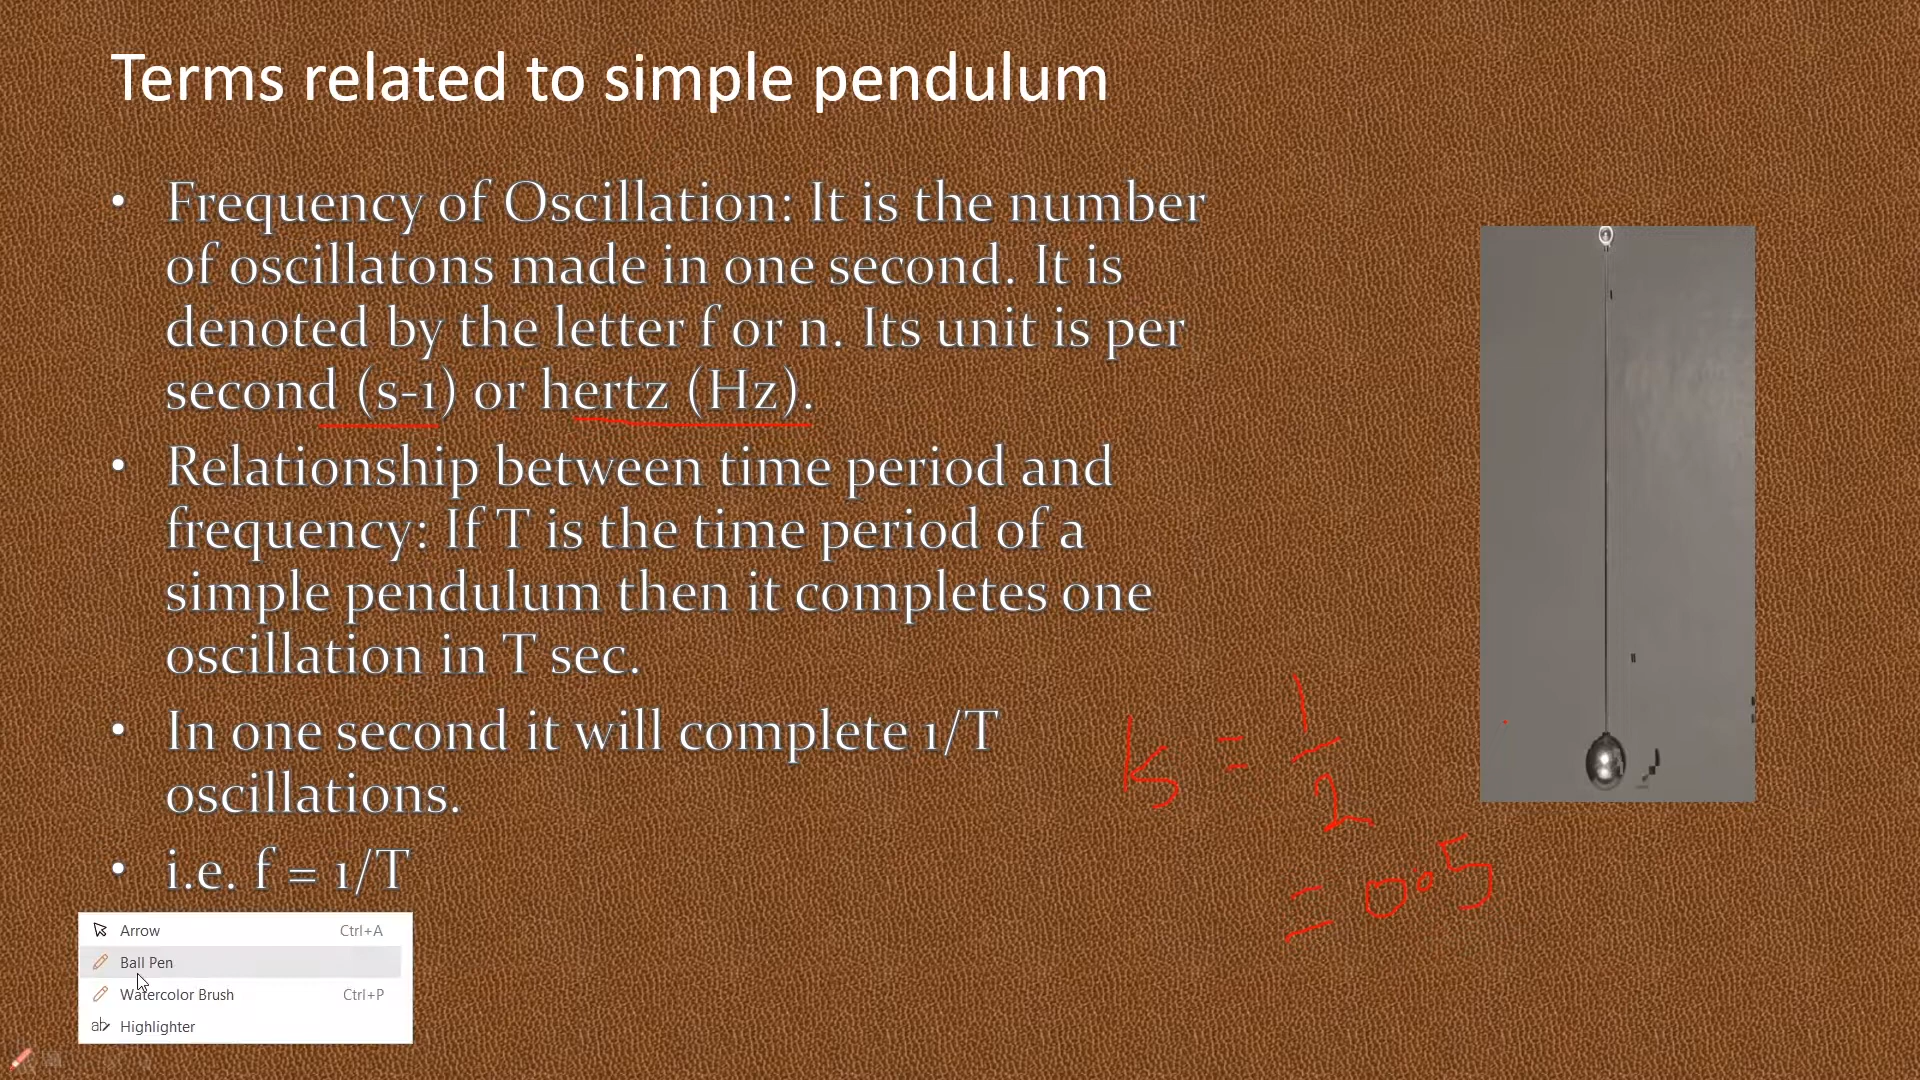 Terms related to simple pendulum
• Frequency of Oscillation: It is the number
of oscillatons made in one second. It is
denoted by the letter f or n. Its unit is per
second (s-1) or hertz (Hz).
• Relationship between time period and
frequency: If T is the time period of a
simple pendulum then it completes one
oscillation in T sec.
• In one second it will complete 1/T
oscillations.
• i.e. f = 1/T
= 1/2
= 0.5
Arrow Ctrl+A
Ball Pen
Watercolor Brush Ctrl+P
ab Highlighter